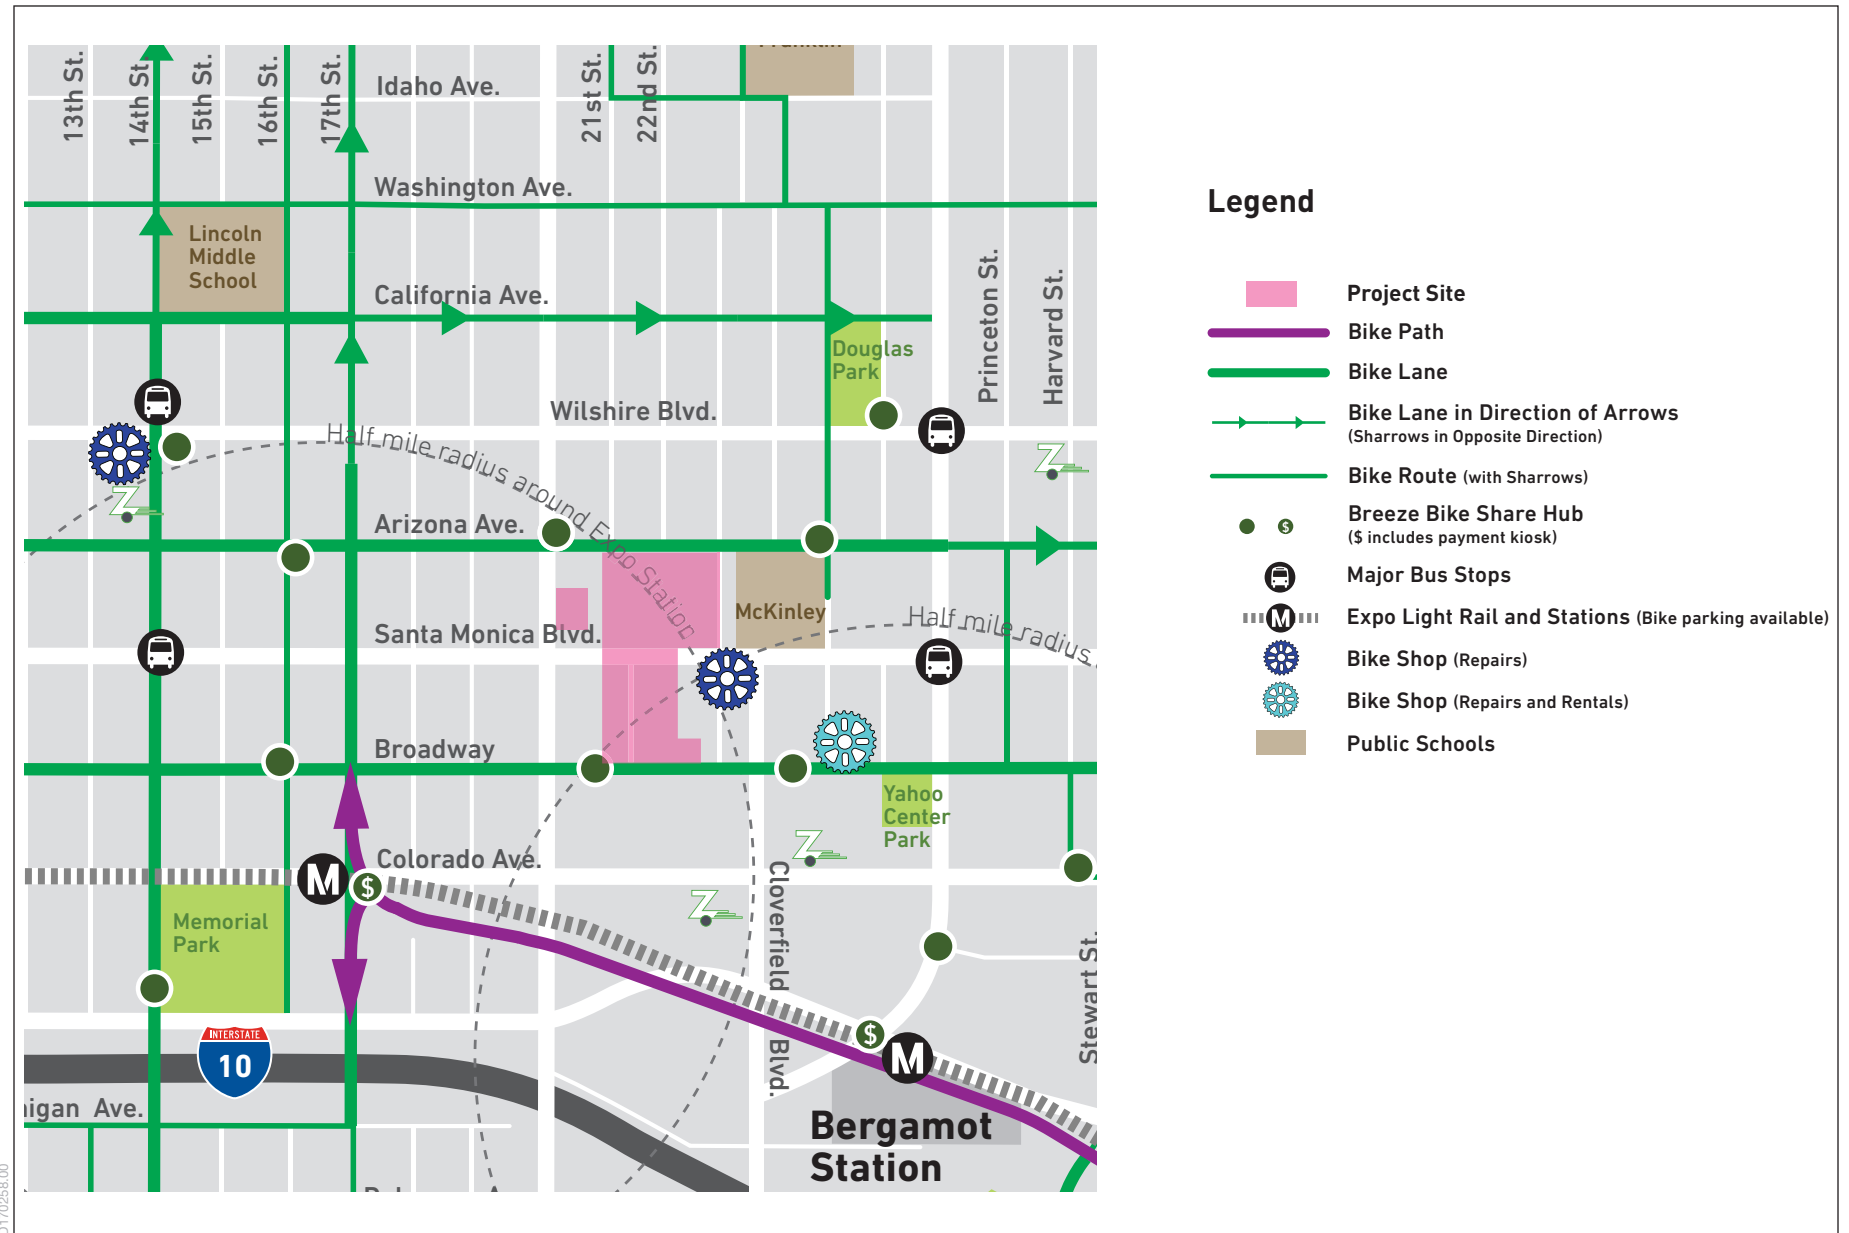 13th St.
14th St.
15th St.
16th St.
17th St.
21st St.
22nd St.
Franklin
Idaho Ave.
Washington Ave.
Lincoln
Middle
School
California Ave.
Princeton St.
Harvard St.
Douglas
Park
Wilshire Blvd.
Half mile radius around Expo Station
Arizona Ave.
McKinley
Half mile radius
Santa Monica Blvd.
Broadway
Yahoo
Center
Park
Colorado Ave.
M
$
Cloverfield Blvd.
Memorial
Park
Stewart St.
$
M
INTERSTATE
10
higan Ave.
Bergamot
Station
Legend
Project Site
Bike Path
Bike Lane
Bike Lane in Direction of Arrows
(Sharrows in Opposite Direction)
Bike Route (with Sharrows)
$
Breeze Bike Share Hub
($ includes payment kiosk)
Major Bus Stops
M
Expo Light Rail and Stations (Bike parking available)
Bike Shop (Repairs)
Bike Shop (Repairs and Rentals)
Public Schools
D170258.00